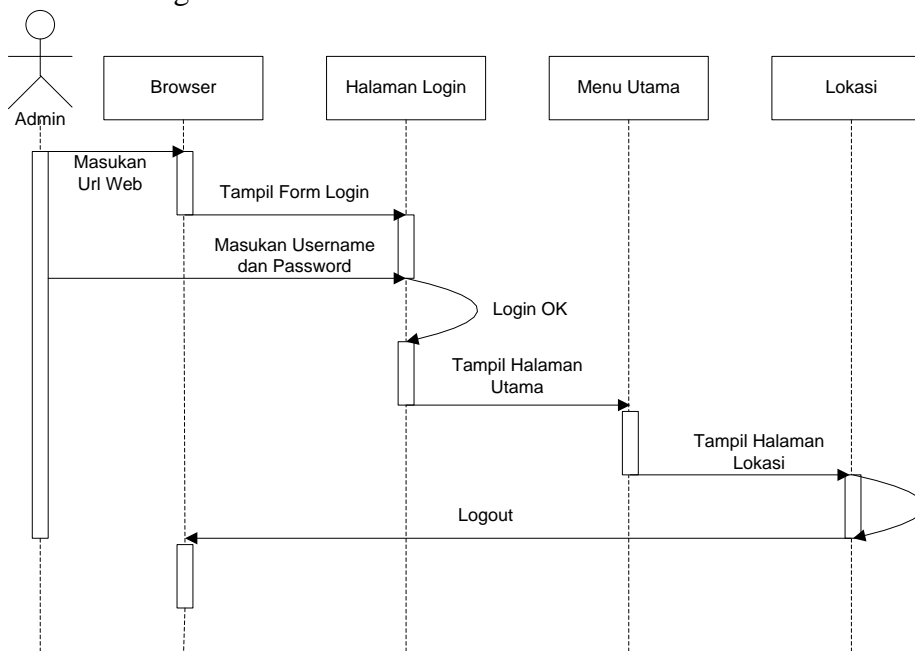 Browser
Halaman Login
Menu Utama
Lokasi
Admin
Masukan
Url Web
Tampil Form Login
Masukan Username
dan Password
Login OK
Tampil Halaman
Utama
Tampil Halaman
Lokasi
Logout